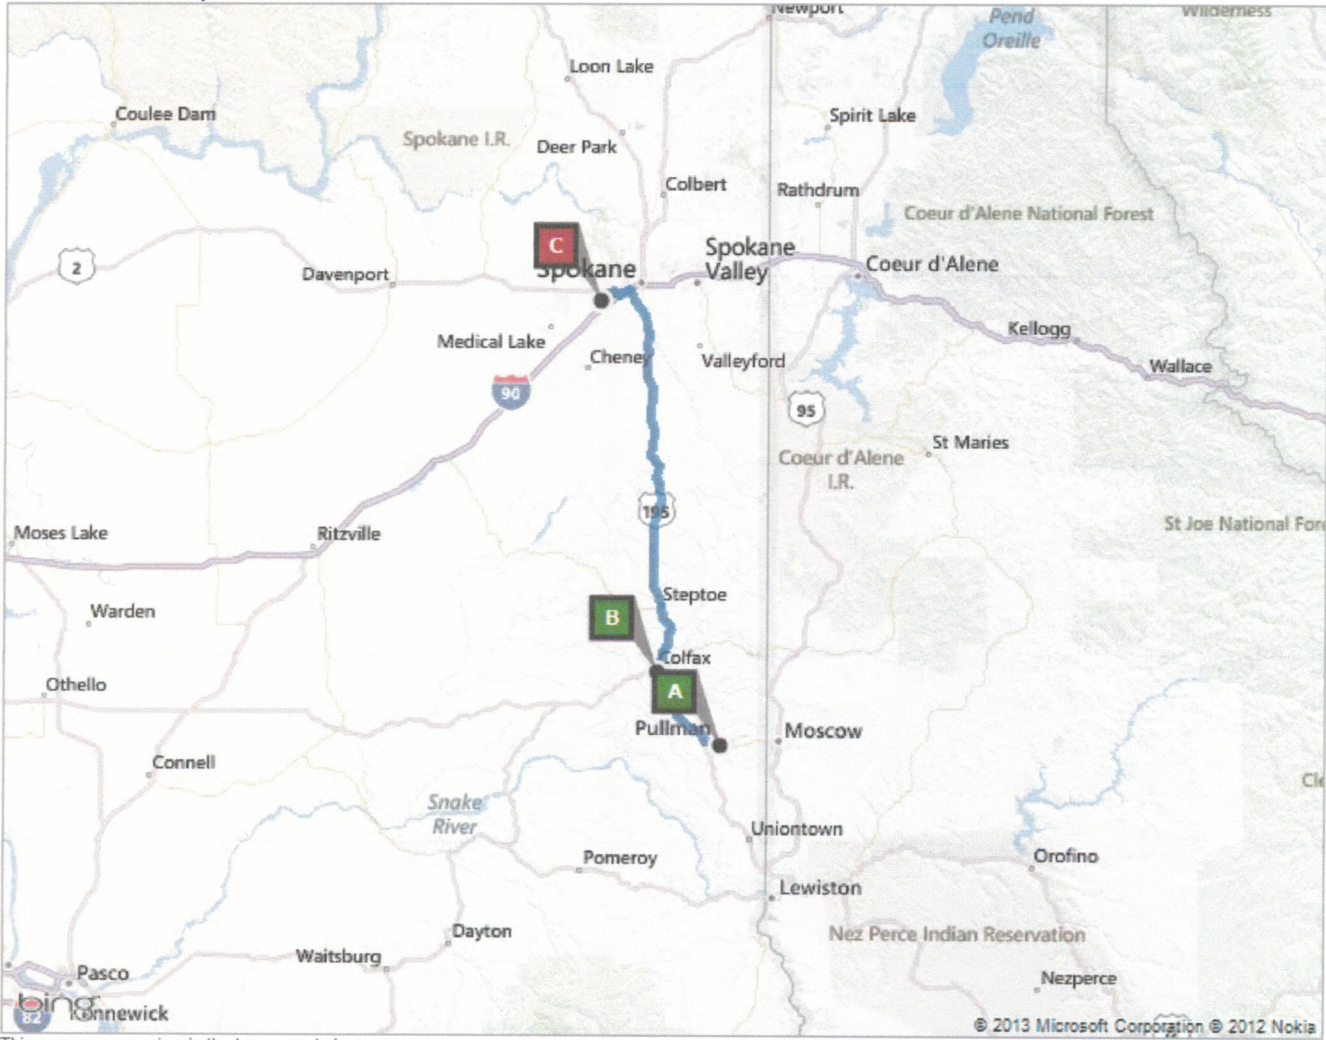 Newport
Pend
Oreille
Wilderness
Loon Lake
Coulee Dam
Spokane I.R.
Deer Park
Spirit Lake
Colbert
Rathdrum
Coeur d'Alene National Forest
C
2
Davenport
Spokane
Spokane
Valley
Coeur d'Alene
Medical Lake
Cheney
Valleyford
Kellogg
Wallace
90
95
St Maries
Coeur d'Alene
I.R.
195
Moses Lake
Ritzville
St Joe National Fore
Steptoe
Warden
B
Colfax
Othello
A
Pullman
Moscow
Connell
Cle
Snake
River
Uniontown
Pomeroy
Orofino
Lewiston
Dayton
Nez Perce Indian Reservation
Waitsburg
Pasco
Nezperce
bing
82
nnewick
© 2013 Microsoft Corporation © 2012 Nokia